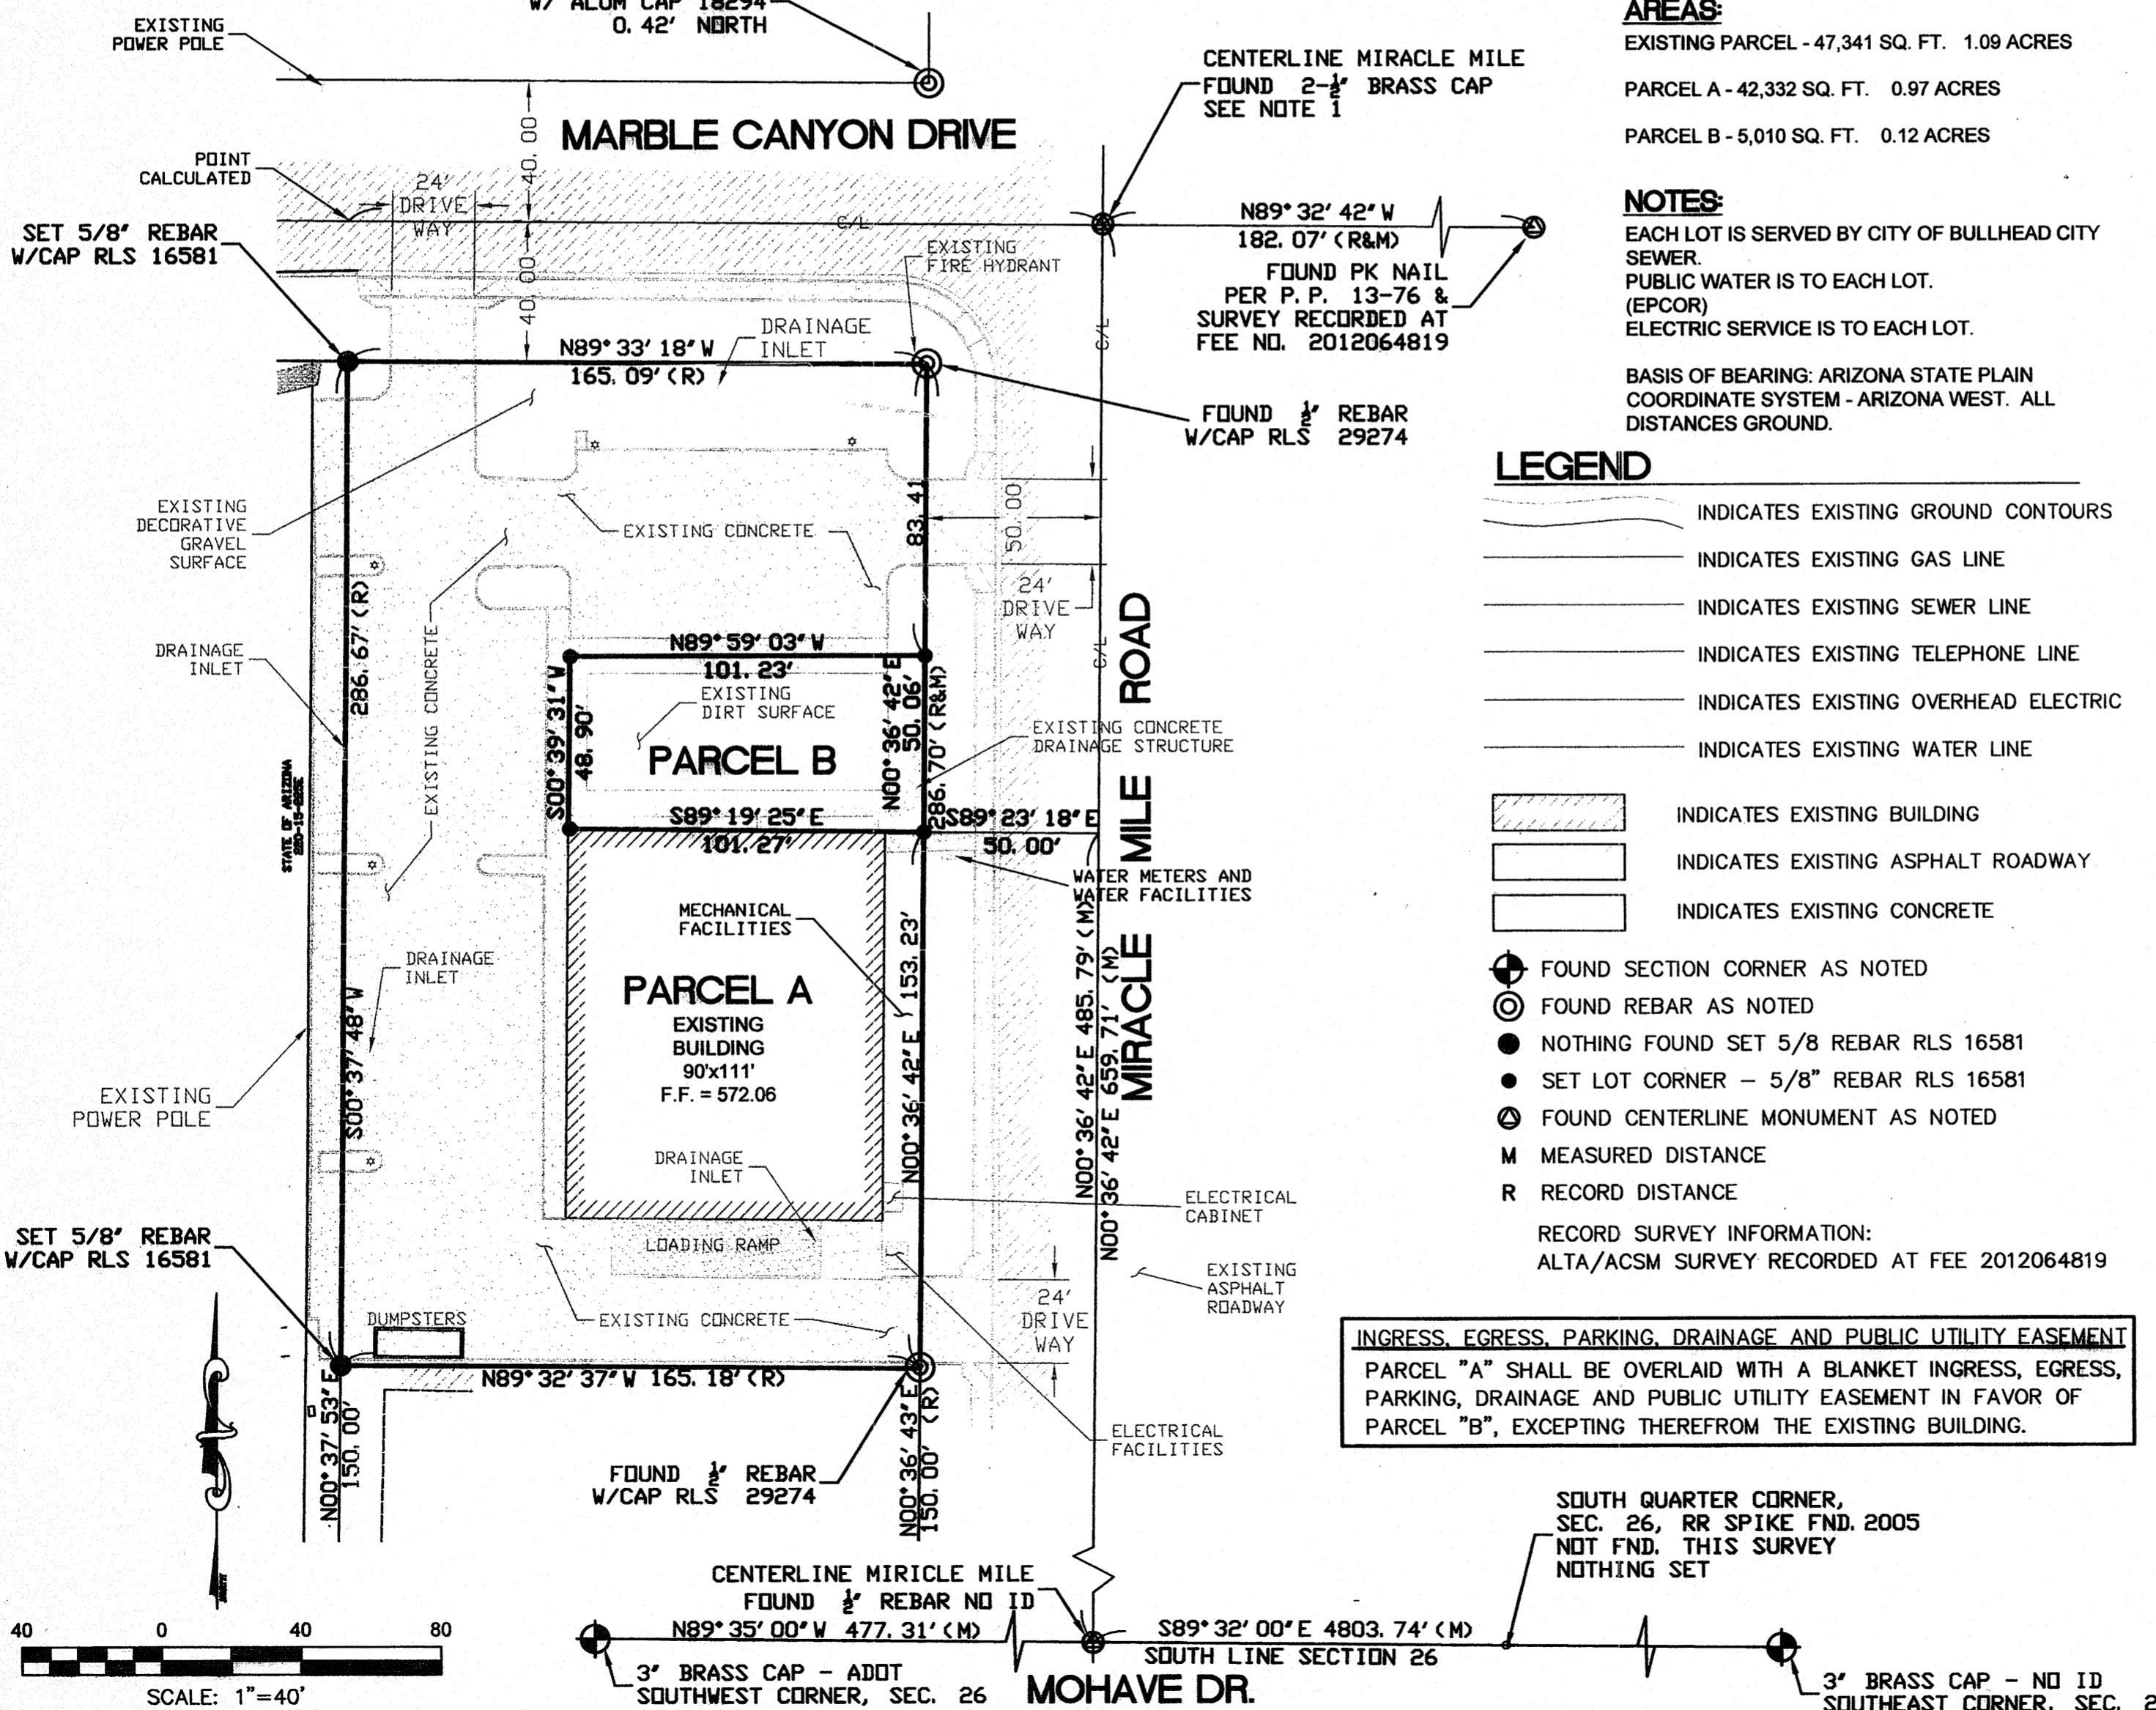 W/ ALUM CAP 18294
0.42' NORTH
EXISTING
POWER POLE
40.00
MARBLE CANYON DRIVE
CENTERLINE MIRACLE MILE
FOUND 2-½" BRASS CAP
SEE NOTE 1
POINT
CALCULATED
24'
DRIVE
WAY
C/L
40.00
N89°32'42"W
182.07' (R&M)
FOUND PK NAIL
PER P.P. 13-76 &
SURVEY RECORDED AT
FEE NO. 2012064819
SET 5/8" REBAR
W/CAP RLS 16581
EXISTING
FIRE HYDRANT
C/L
N89°33'18"W
165.09' (R)
DRAINAGE
INLET
FOUND ½" REBAR
W/CAP RLS 29274
EXISTING
DECORATIVE
GRAVEL
SURFACE
EXISTING CONCRETE
83.41
50.00
24'
DRIVE
WAY
286.67' (R)
EXISTING CONCRETE
DRAINAGE
INLET
C/L
MIRACLE MILE ROAD
N89°59'03"W
101.23'
EXISTING
DIRT SURFACE
S00°39'31"W
48.90'
PARCEL B
N00°36'42"E
50.06'
286.70' (R&M)
EXISTING CONCRETE
DRAINAGE STRUCTURE
S89°19'25"E
101.27'
S89°23'18"E
50.00'
STATE OF ARIZONA
WATER METERS AND
WATER FACILITIES
MECHANICAL
FACILITIES
N00°36'42"E 153.23'
DRAINAGE
INLET
S00°37'48"W
PARCEL A
EXISTING
BUILDING
90'x111'
F.F. = 572.06
N00°36'42"E 485.79' (M)
N00°36'42"E 659.71' (M)
EXISTING
POWER POLE
DRAINAGE
INLET
ELECTRICAL
CABINET
LOADING RAMP
SET 5/8" REBAR
W/CAP RLS 16581
EXISTING
ASPHALT
ROADWAY
24'
DRIVE
WAY
DUMPSTERS
EXISTING CONCRETE
N89°32'37"W 165.18' (R)
N00°37'53"E
150.00'
N00°36'43"E
150.00' (R)
ELECTRICAL
FACILITIES
FOUND ½" REBAR
W/CAP RLS 29274
CENTERLINE MIRICLE MILE
FOUND ½" REBAR NO ID
N89°35'00"W 477.31' (M)
S89°32'00"E 4803.74' (M)
SOUTH LINE SECTION 26
3" BRASS CAP - ADOT
SOUTHWEST CORNER, SEC. 26
MOHAVE DR.
SOUTH QUARTER CORNER,
SEC. 26, RR SPIKE FND. 2005
NOT FND. THIS SURVEY
NOTHING SET
3" BRASS CAP - NO ID
SOUTHEAST CORNER, SEC. 2
40 0 40 80
SCALE: 1"=40'
AREAS:
EXISTING PARCEL - 47,341 SQ. FT. 1.09 ACRES
PARCEL A - 42,332 SQ. FT. 0.97 ACRES
PARCEL B - 5,010 SQ. FT. 0.12 ACRES
NOTES:
EACH LOT IS SERVED BY CITY OF BULLHEAD CITY
SEWER.
PUBLIC WATER IS TO EACH LOT.
(EPCOR)
ELECTRIC SERVICE IS TO EACH LOT.
BASIS OF BEARING: ARIZONA STATE PLAIN
COORDINATE SYSTEM - ARIZONA WEST. ALL
DISTANCES GROUND.
LEGEND
INDICATES EXISTING GROUND CONTOURS
INDICATES EXISTING GAS LINE
INDICATES EXISTING SEWER LINE
INDICATES EXISTING TELEPHONE LINE
INDICATES EXISTING OVERHEAD ELECTRIC
INDICATES EXISTING WATER LINE
INDICATES EXISTING BUILDING
INDICATES EXISTING ASPHALT ROADWAY
INDICATES EXISTING CONCRETE
FOUND SECTION CORNER AS NOTED
FOUND REBAR AS NOTED
NOTHING FOUND SET 5/8 REBAR RLS 16581
SET LOT CORNER - 5/8" REBAR RLS 16581
FOUND CENTERLINE MONUMENT AS NOTED
M MEASURED DISTANCE
R RECORD DISTANCE
RECORD SURVEY INFORMATION:
ALTA/ACSM SURVEY RECORDED AT FEE 2012064819
INGRESS, EGRESS, PARKING, DRAINAGE AND PUBLIC UTILITY EASEMENT
PARCEL "A" SHALL BE OVERLAID WITH A BLANKET INGRESS, EGRESS,
PARKING, DRAINAGE AND PUBLIC UTILITY EASEMENT IN FAVOR OF
PARCEL "B", EXCEPTING THEREFROM THE EXISTING BUILDING.